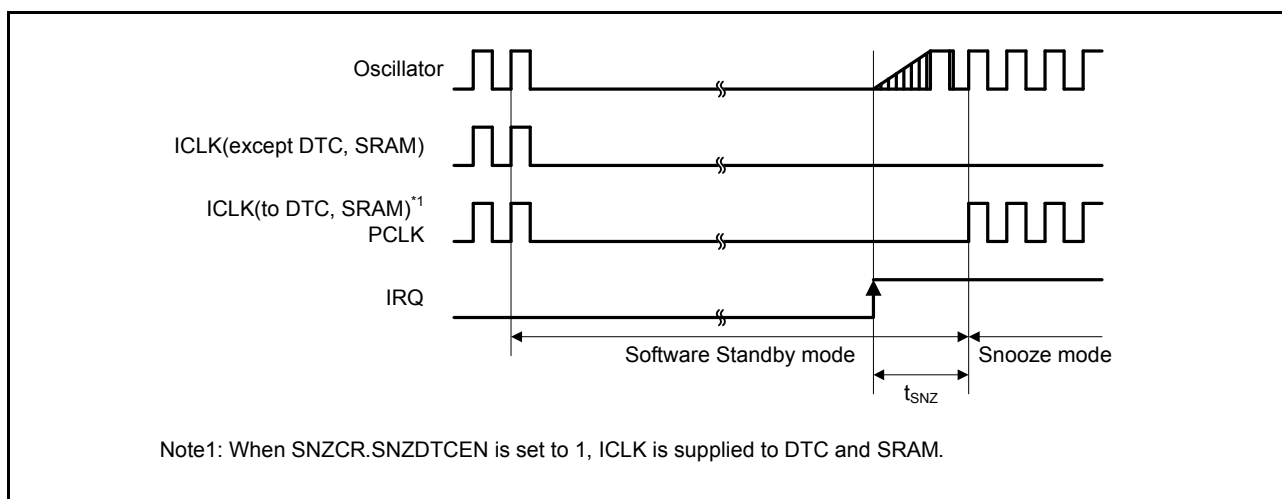 Oscillator
ICLK(except DTC, SRAM)
ICLK(to DTC, SRAM)*1
PCLK
IRQ
Software Standby mode
Snooze mode
tSNZ
Note1: When SNZCR.SNZDTCEN is set to 1, ICLK is supplied to DTC and SRAM.